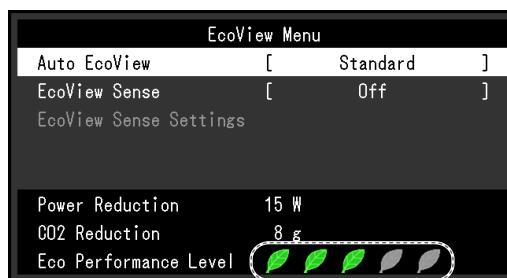 EcoView Menu
Auto EcoView [ Standard ]
EcoView Sense [ Off ]
EcoView Sense Settings
Power Reduction 15 W
CO2 Reduction 8 g
Eco Performance Level